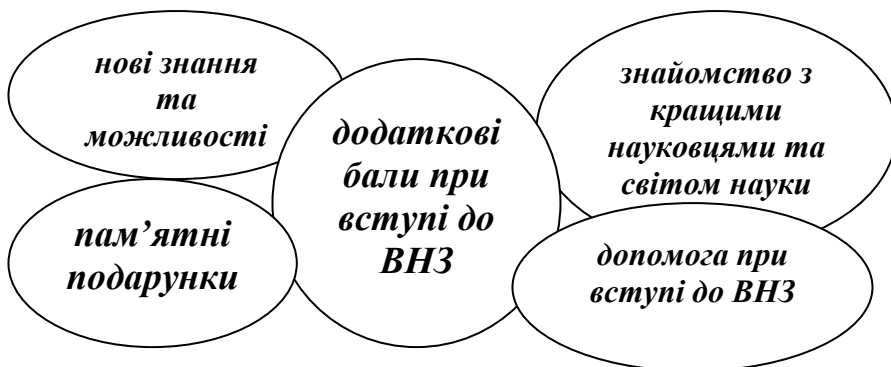 нові знання
та
можливості
пам’ятні
подарунки
додаткові
бали при
вступі до
ВНЗ
знайомство з
кращими
науковцями та
світом науки
допомога при
вступі до ВНЗ